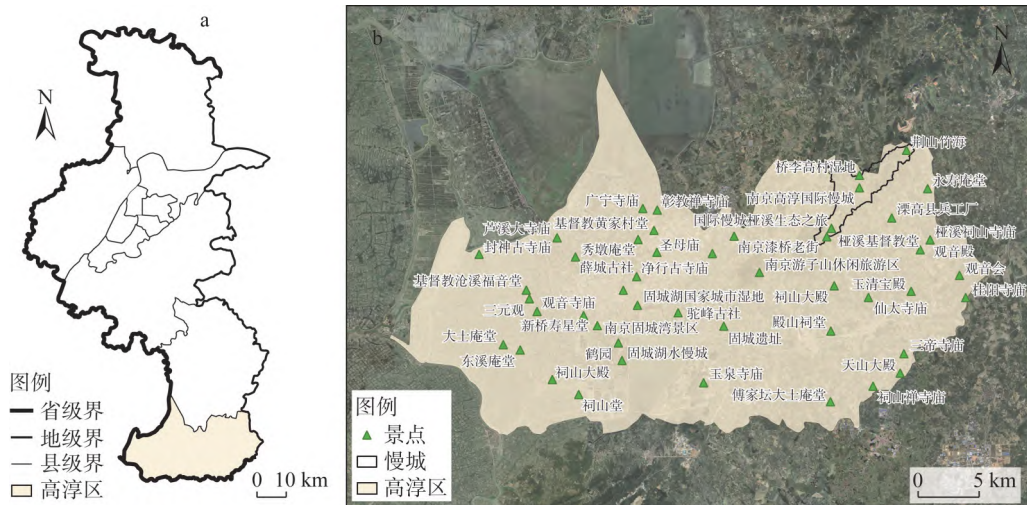 a
N
图例
省级界
地级界
县级界
高淳区
0 10 km
b
N
荆山竹海
桥李高村湿地
永寿庵堂
南京高淳国际慢城
溧高县兵工厂
广宁寺庙
彰教禅寺庙
国际慢城桠溪生态之旅
基督教黄家村堂
芦溪大寺庙
桠溪祠山寺庙
封神古寺庙
秀墩庵堂
圣母庙
南京漆桥老街
桠溪基督教堂
观音殿
薛城古社
净行古寺庙
南京游子山休闲旅游区
观音会
基督教沧溪福音堂
祠山大殿
玉清宝殿
桂阳寺庙
三元观
观音寺庙
固城湖国家城市湿地
仙太寺庙
新桥寿星堂
南京固城湾景区
驼峰古社
殿山祠堂
固城遗址
大士庵堂
鹤园
固城湖水慢城
三帝寺庙
东溪庵堂
天山大殿
祠山大殿
玉泉寺庙
祠山禅寺庙
祠山堂
傅家坛大士庵堂
图例
景点
慢城
高淳区
0 5 km